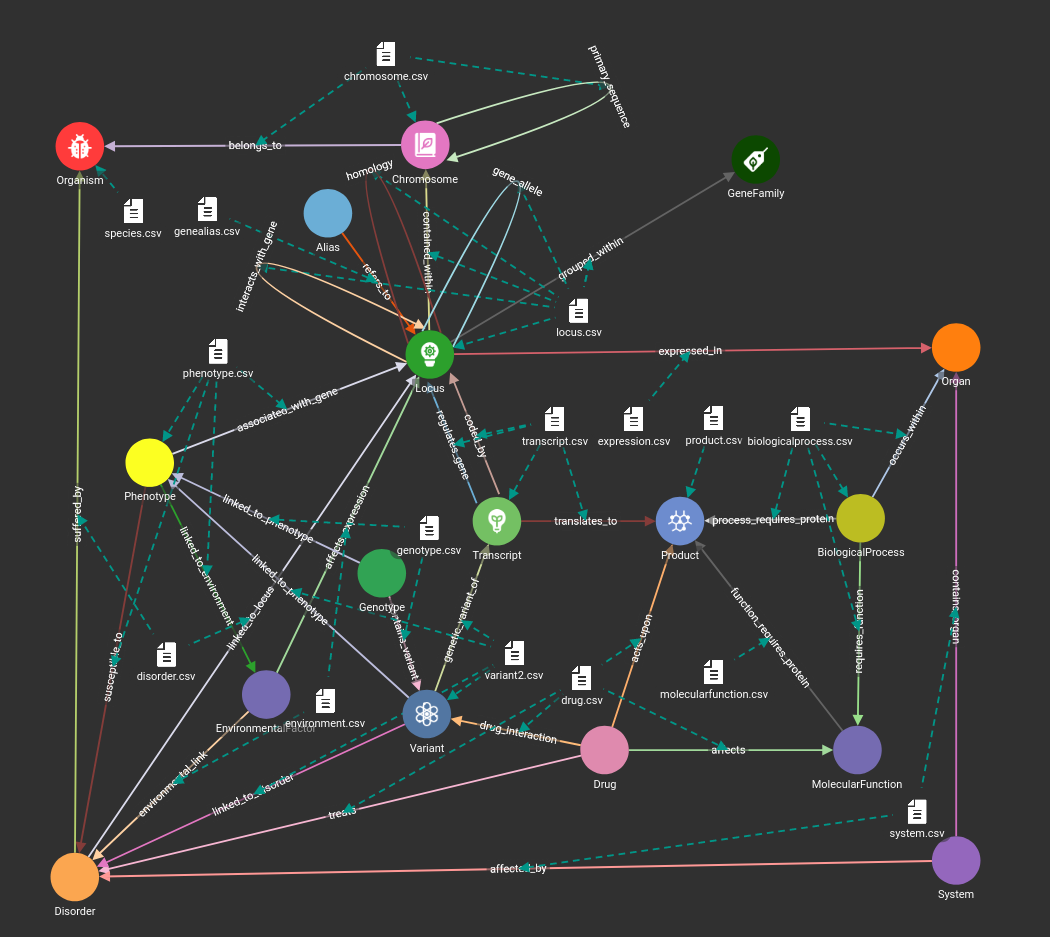 chromosome.csv
primary_sequence
belongs_to
Organism
homology
Chromosome
gene_allele
GeneFamily
species.csv
genealias.csv
Alias
contained_within
grouped_within
interacts_with_gene
refers_to
locus.csv
phenotype.csv
Locus
expressed_in
Organ
associated_with_gene
regulates_gene
coded_by
transcript.csv
expression.csv
product.csv
biologicalprocess.csv
occurs_within
Phenotype
suffered_by
linked_to_phenotype
affects_expression
genotype.csv
Transcript
translates_to
Product
process_requires_protein
BiologicalProcess
linked_to_environment
linked_to_phenotype
Genotype
genetic_variant_of
function_requires_protein
requires_function
contains_organ
linked_to_locus
susceptible_to
disorder.csv
acts_upon
variant2.csv
drug.csv
molecularfunction.csv
EnvironmentalFactor
environment.csv
Variant
drug_interaction
affects
Drug
MolecularFunction
environmental_link
linked_to_disorder
treats
system.csv
affected_by
Disorder
System